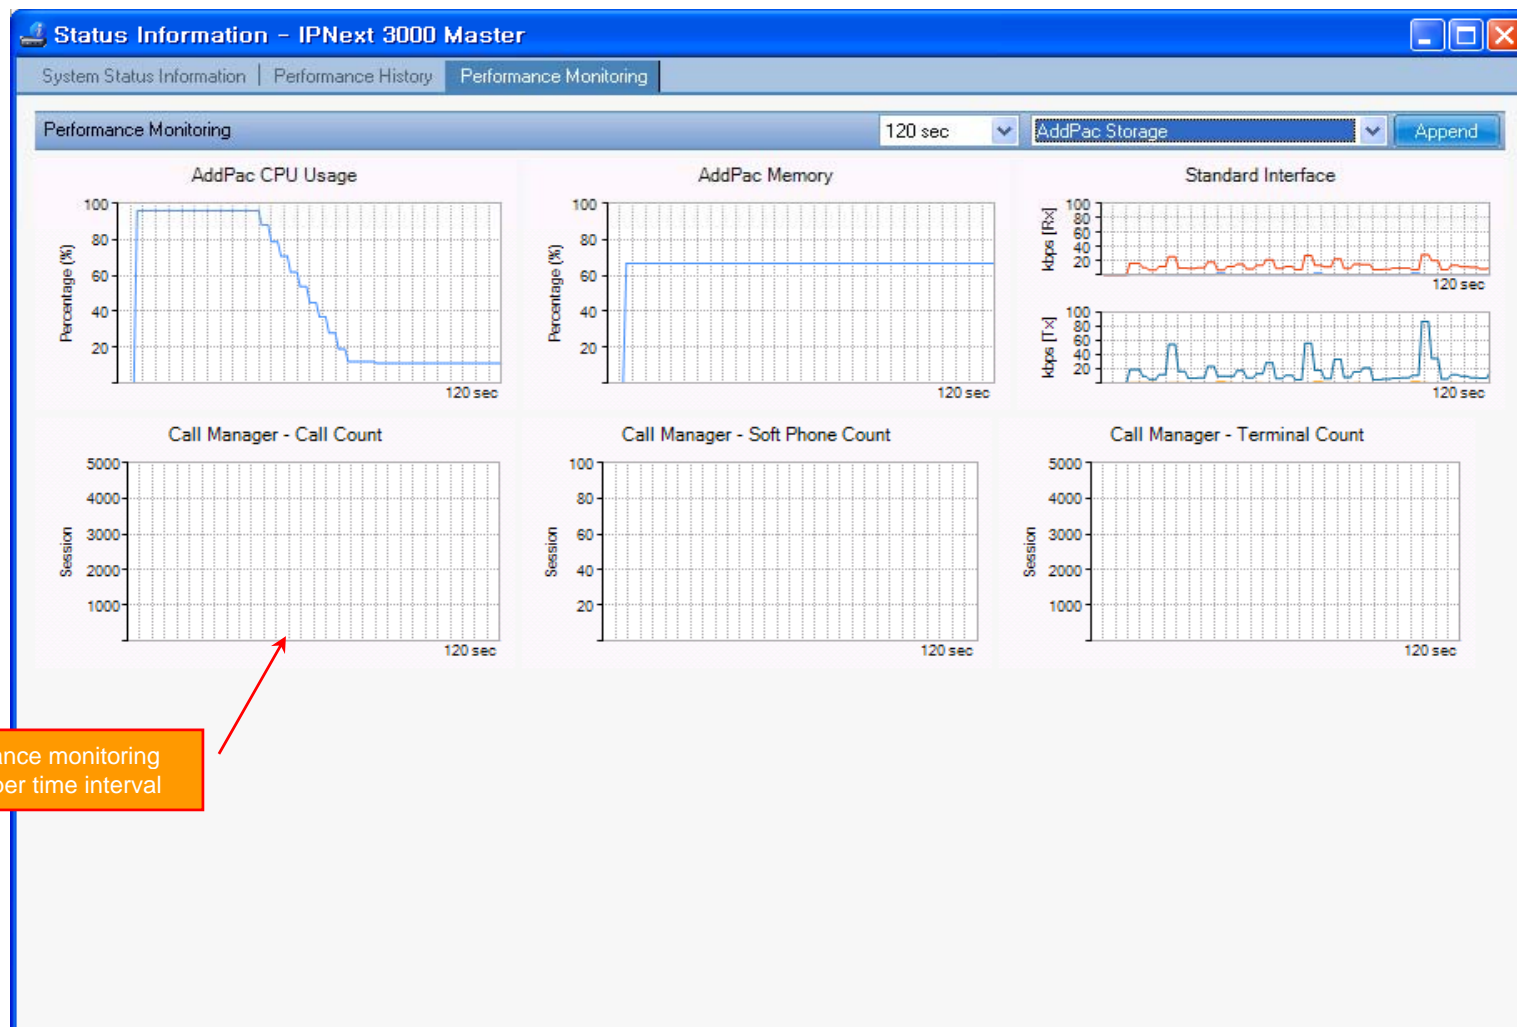 Status Information - IPNext 3000 Master
System Status Information | Performance History Performance Monitoring
Performance Monitoring 120 sec AddPac Storage Append
AddPac CPU Usage
100
80
60
40
20
Percentage (%)
120 sec
AddPac Memory
100
80
60
40
20
Percentage (%)
120 sec
Standard Interface
100
80
60
40
20
kbps [Rx]
120 sec
100
80
60
40
20
kbps [Tx]
120 sec
Call Manager - Call Count
5000
4000
3000
2000
1000
Session
120 sec
Call Manager - Soft Phone Count
100
80
60
40
20
Session
120 sec
Call Manager - Terminal Count
5000
4000
3000
2000
1000
Session
120 sec
ance monitoring
per time interval